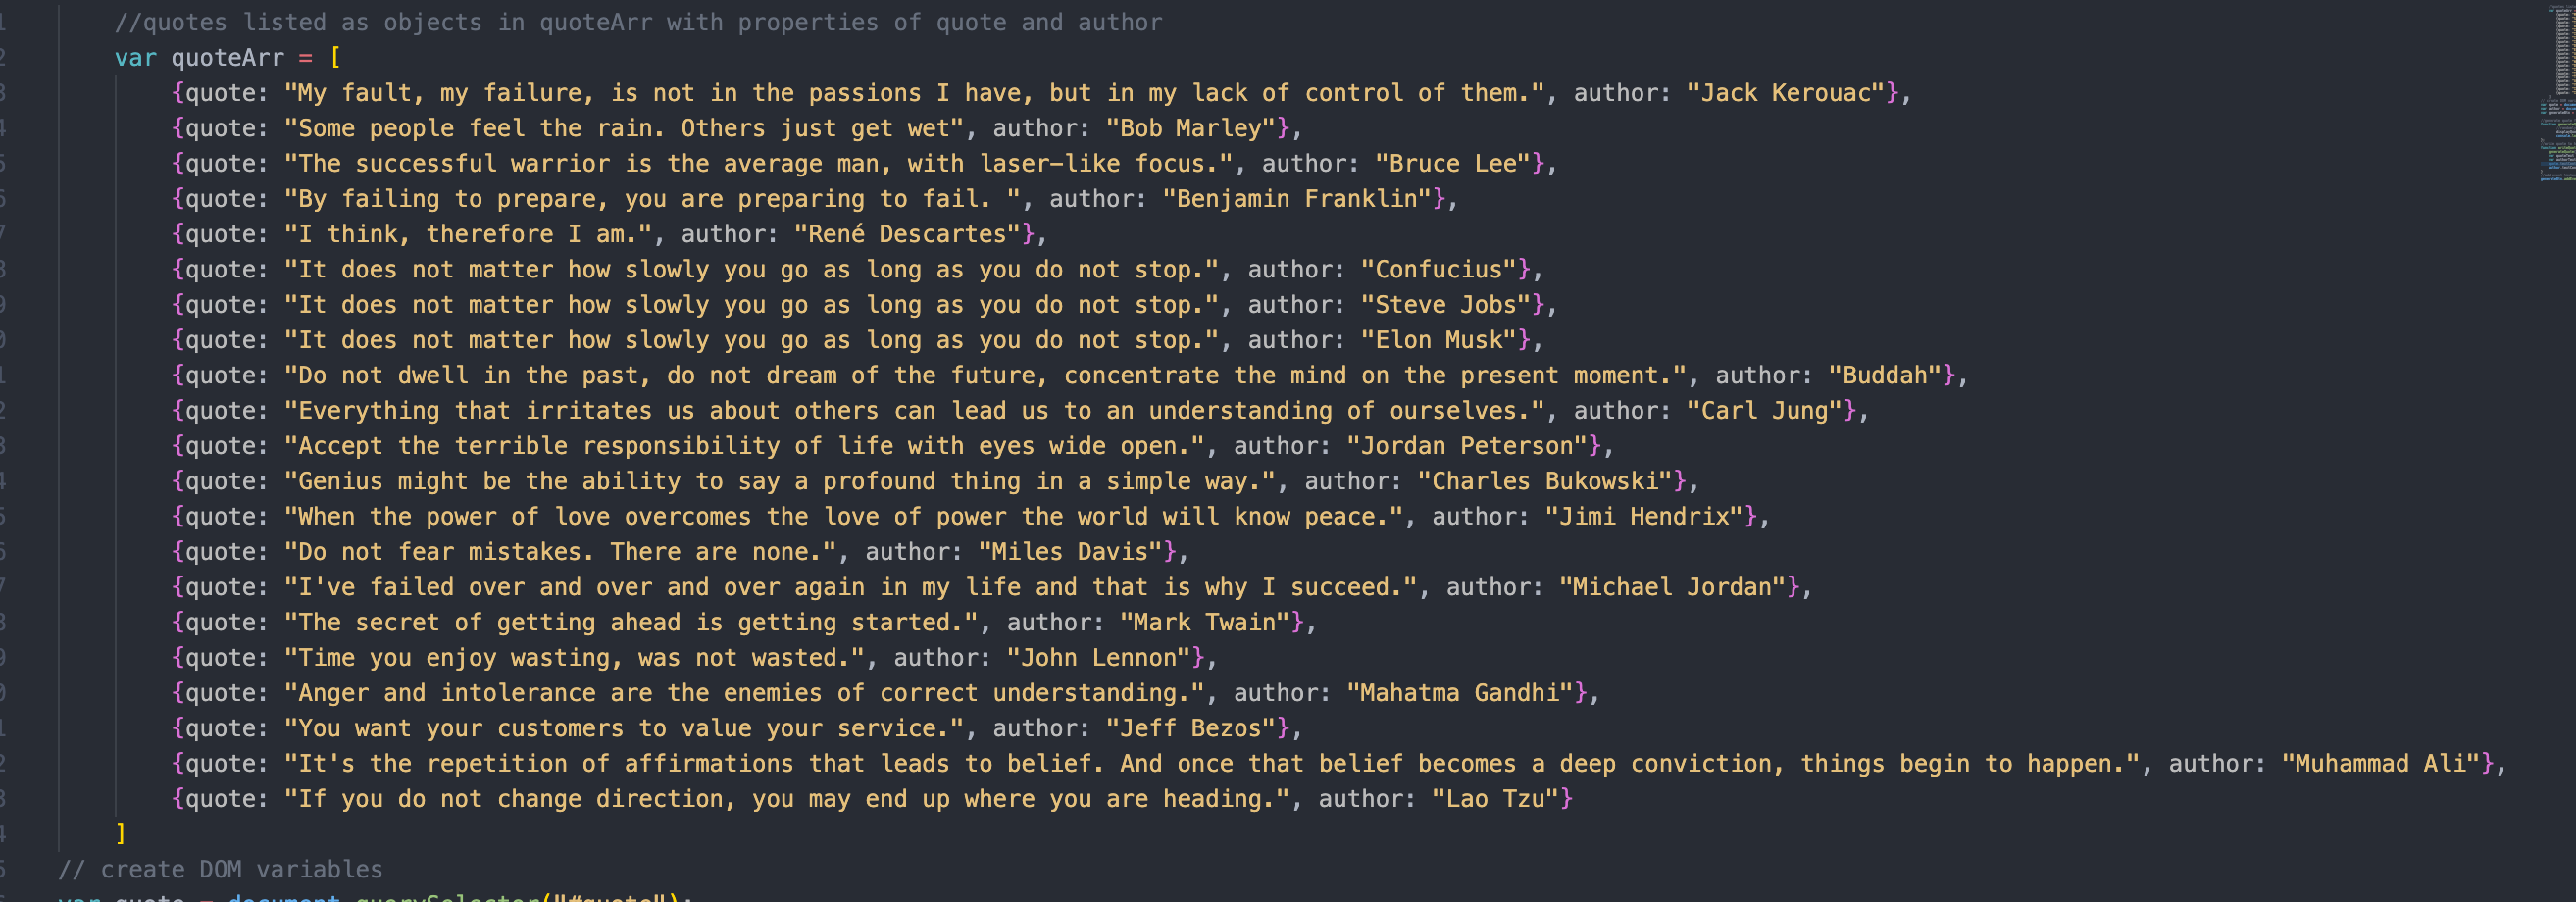 //quotes listed as objects in quoteArr with properties of quote and author
var quoteArr = [
{quote: "My fault, my failure, is not in the passions I have, but in my lack of control of them.", author: "Jack Kerouac"},
{quote: "Some people feel the rain. Others just get wet", author: "Bob Marley"},
{quote: "The successful warrior is the average man, with laser-like focus.", author: "Bruce Lee"},
{quote: "By failing to prepare, you are preparing to fail. ", author: "Benjamin Franklin"},
{quote: "I think, therefore I am.", author: "René Descartes"},
{quote: "It does not matter how slowly you go as long as you do not stop.", author: "Confucius"},
{quote: "It does not matter how slowly you go as long as you do not stop.", author: "Steve Jobs"},
{quote: "It does not matter how slowly you go as long as you do not stop.", author: "Elon Musk"},
{quote: "Do not dwell in the past, do not dream of the future, concentrate the mind on the present moment.", author: "Buddah"},
{quote: "Everything that irritates us about others can lead us to an understanding of ourselves.", author: "Carl Jung"},
{quote: "Accept the terrible responsibility of life with eyes wide open.", author: "Jordan Peterson"},
{quote: "Genius might be the ability to say a profound thing in a simple way.", author: "Charles Bukowski"},
{quote: "When the power of love overcomes the love of power the world will know peace.", author: "Jimi Hendrix"},
{quote: "Do not fear mistakes. There are none.", author: "Miles Davis"},
{quote: "I've failed over and over and over again in my life and that is why I succeed.", author: "Michael Jordan"},
{quote: "The secret of getting ahead is getting started.", author: "Mark Twain"},
{quote: "Time you enjoy wasting, was not wasted.", author: "John Lennon"},
{quote: "Anger and intolerance are the enemies of correct understanding.", author: "Mahatma Gandhi"},
{quote: "You want your customers to value your service.", author: "Jeff Bezos"},
{quote: "It's the repetition of affirmations that leads to belief. And once that belief becomes a deep conviction, things begin to happen.", author: "Muhammad Ali"},
{quote: "If you do not change direction, you may end up where you are heading.", author: "Lao Tzu"}
]
// create DOM variables
var quote = document.querySelector("#quote");